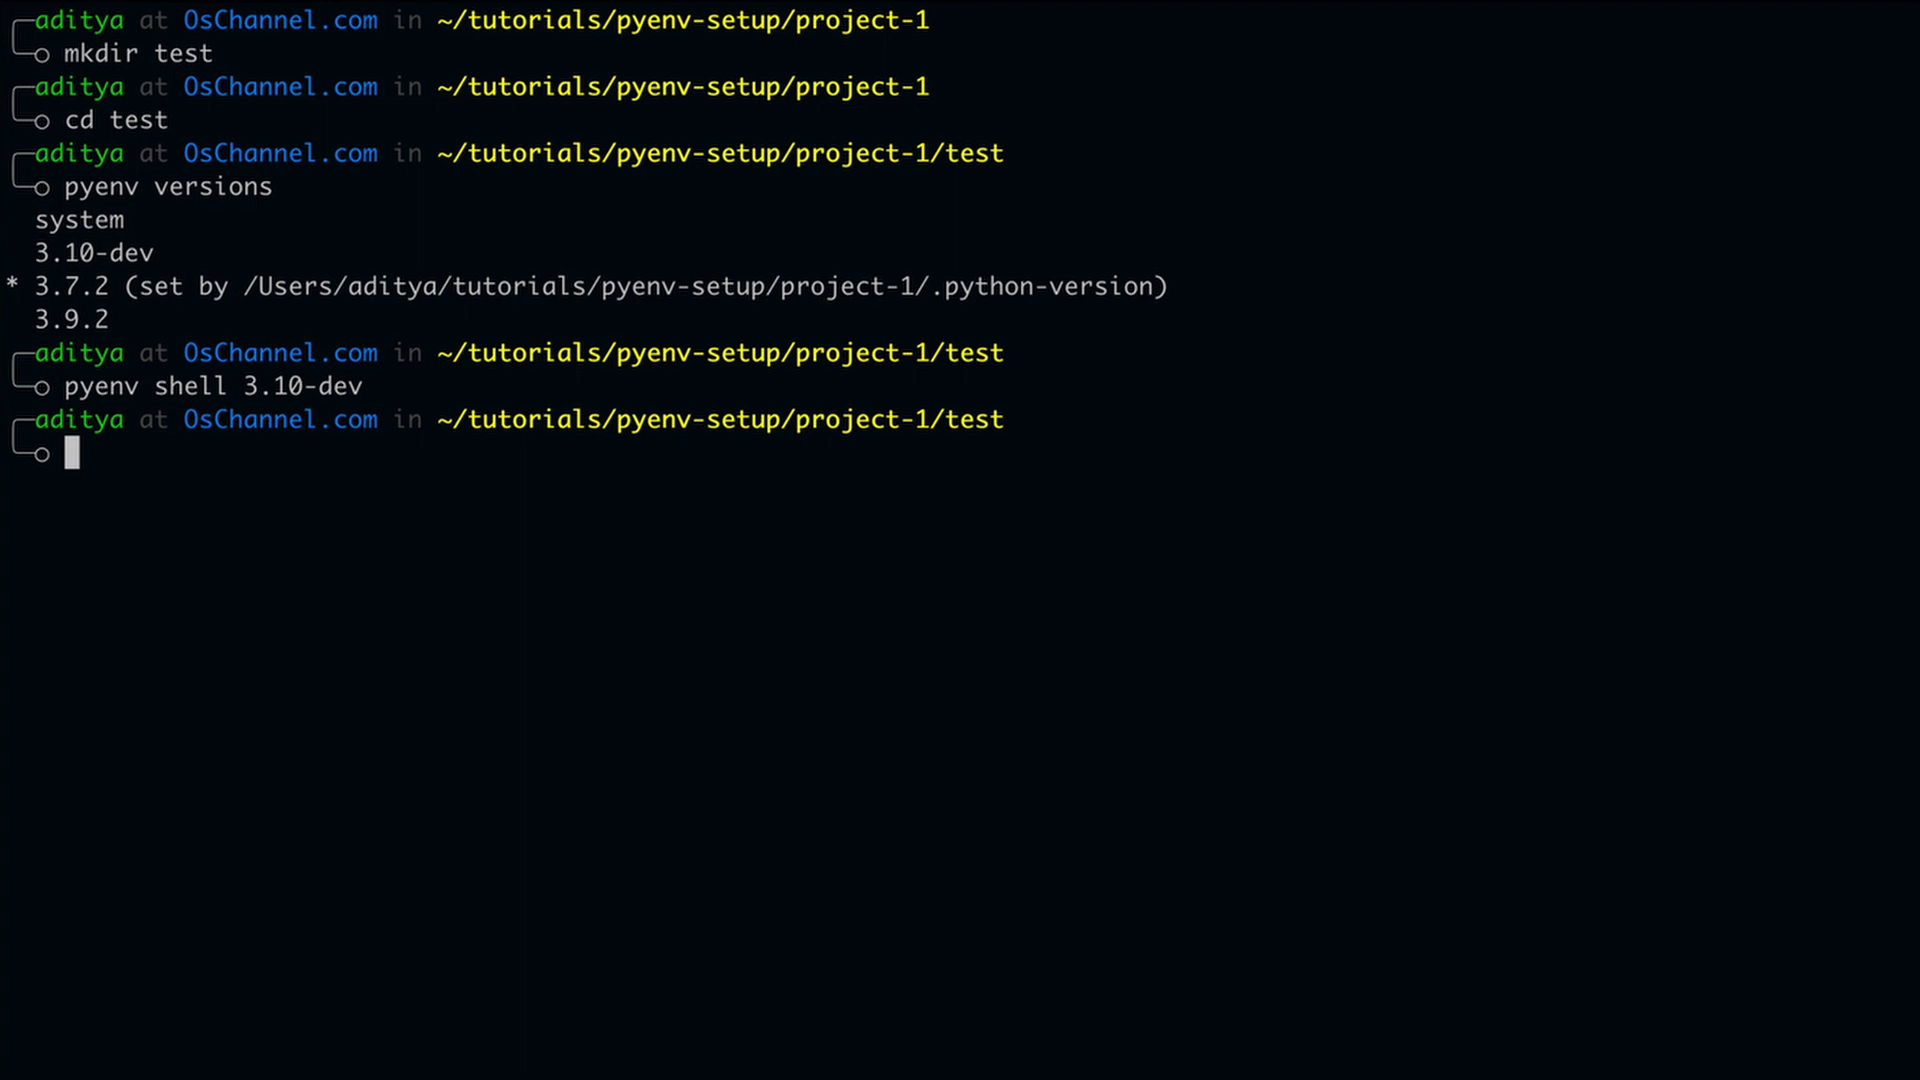 aditya at OsChannel.com in ~/tutorials/pyenv-setup/project-1
mkdir test
aditya at OsChannel.com in ~/tutorials/pyenv-setup/project-1
cd test
aditya at OsChannel.com in ~/tutorials/pyenv-setup/project-1/test
pyenv versions
system
3.10-dev
* 3.7.2 (set by /Users/aditya/tutorials/pyenv-setup/project-1/.python-version)
3.9.2
aditya at OsChannel.com in ~/tutorials/pyenv-setup/project-1/test
pyenv shell 3.10-dev
aditya at OsChannel.com in ~/tutorials/pyenv-setup/project-1/test